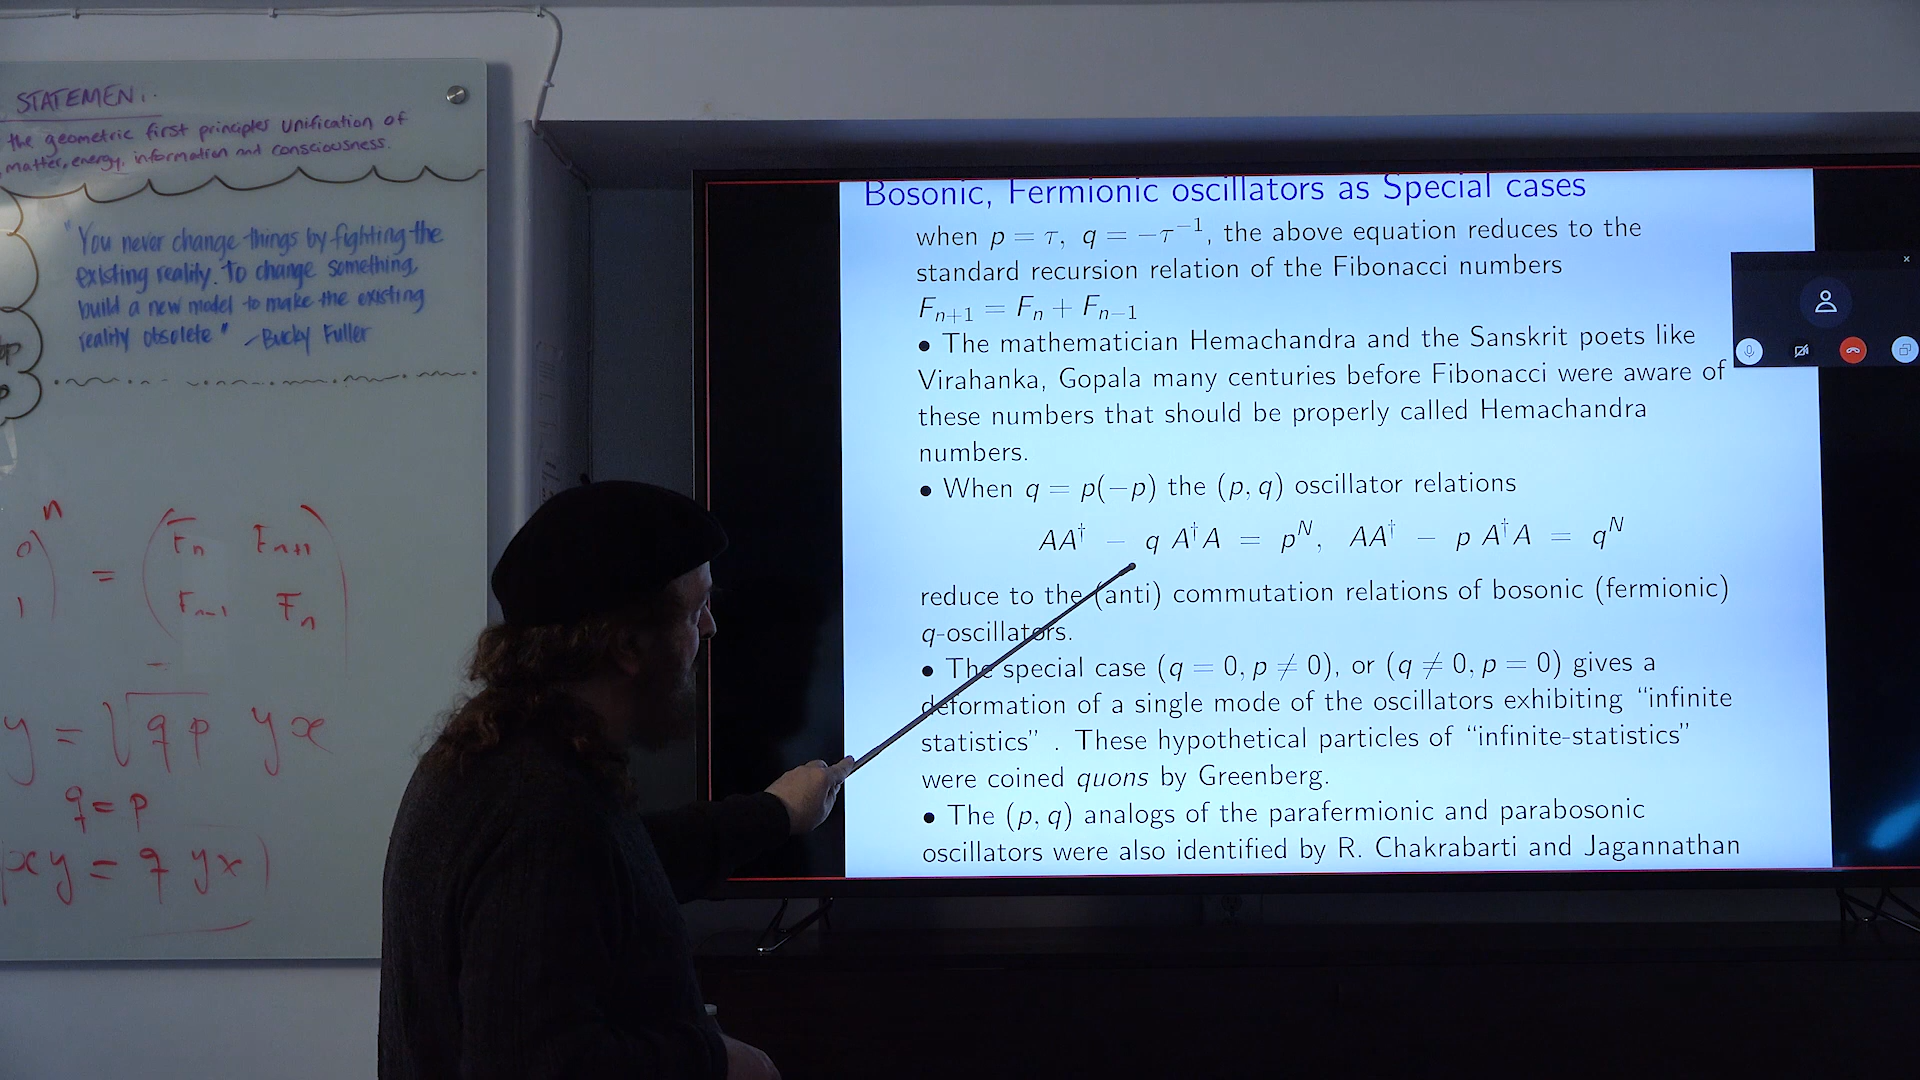 STATEMEN
the geometric first principles unification of
matter, energy, information and consciousness.
"You never change things by fighting the
existing reality. To change something,
build a new model to make the existing
reality obsolete" - Bucky Fuller
n
0 = Fn Fn+1
1 Fn-1 Fn
y = √qp yx
q = p
xy = q yx
Bosonic, Fermionic oscillators as Special cases
when p = τ, q = −τ⁻¹, the above equation reduces to the
standard recursion relation of the Fibonacci numbers
Fₙ₊₁ = Fₙ + Fₙ₋₁
• The mathematician Hemachandra and the Sanskrit poets like
Virahanka, Gopala many centuries before Fibonacci were aware of
these numbers that should be properly called Hemachandra
numbers.
• When q = p(−p) the (p, q) oscillator relations
AA† − q A†A = p^N, AA† − p A†A = q^N
reduce to the (anti) commutation relations of bosonic (fermionic)
q-oscillators.
• The special case (q = 0, p ≠ 0), or (q ≠ 0, p = 0) gives a
deformation of a single mode of the oscillators exhibiting “infinite
statistics” . These hypothetical particles of “infinite-statistics”
were coined quons by Greenberg.
• The (p, q) analogs of the parafermionic and parabosonic
oscillators were also identified by R. Chakrabarti and Jagannathan